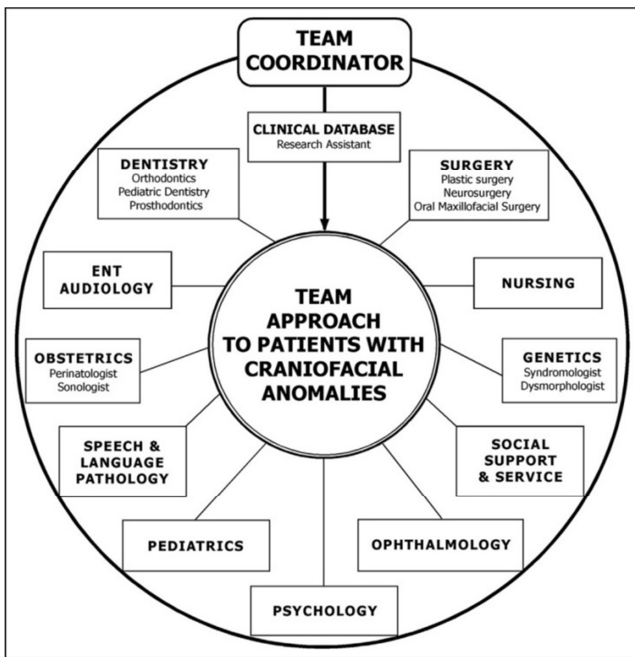 TEAM
COORDINATOR
CLINICAL DATABASE
Research Assistant
DENTISTRY
Orthodontics
Pediatric Dentistry
Prosthodontics
SURGERY
Plastic surgery
Neurosurgery
Oral Maxillofacial Surgery
ENT
AUDIOLOGY
NURSING
TEAM
APPROACH
TO PATIENTS WITH
CRANIOFACIAL
ANOMALIES
OBSTETRICS
Perinatologist
Sonologist
GENETICS
Syndromologist
Dysmorphologist
SPEECH &
LANGUAGE
PATHOLOGY
SOCIAL
SUPPORT
& SERVICE
PEDIATRICS
OPHTHALMOLOGY
PSYCHOLOGY